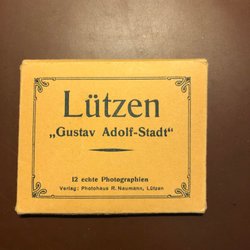 Lützen
„Gustav Adolf-Stadt"
12 echte Photographien
Verlag: Photohaus R. Naumann, Lützen